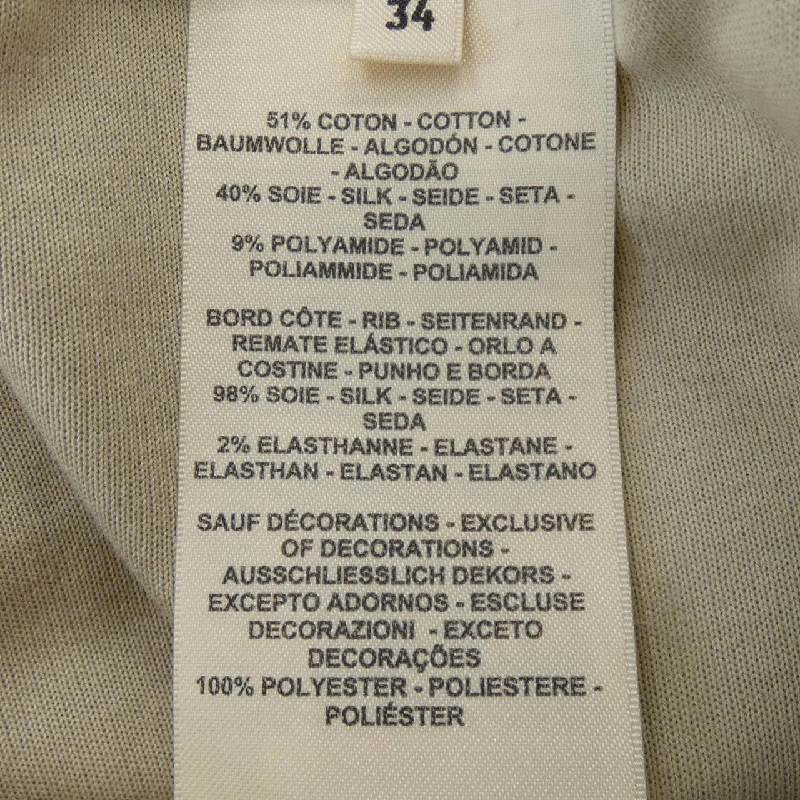 34
51% COTON - COTTON -
BAUMWOLLE - ALGODÓN - COTONE
- ALGODÃO
40% SOIE - SILK - SEIDE - SETA -
SEDA
9% POLYAMIDE - POLYAMID -
POLIAMMIDE - POLIAMIDA
BORD CÔTE - RIB - SEITENRAND -
REMATE ELÁSTICO - ORLO A
COSTINE - PUNHO E BORDA
98% SOIE - SILK - SEIDE - SETA -
SEDA
2% ELASTHANNE - ELASTANE -
ELASTHAN - ELASTAN - ELASTANO
SAUF DÉCORATIONS - EXCLUSIVE
OF DECORATIONS -
AUSSCHLIESSLICH DEKORS -
EXCEPTO ADORNOS - ESCLUSE
DECORAZIONI - EXCETO
DECORAÇÕES
100% POLYESTER - POLIESTERE -
POLIÉSTER